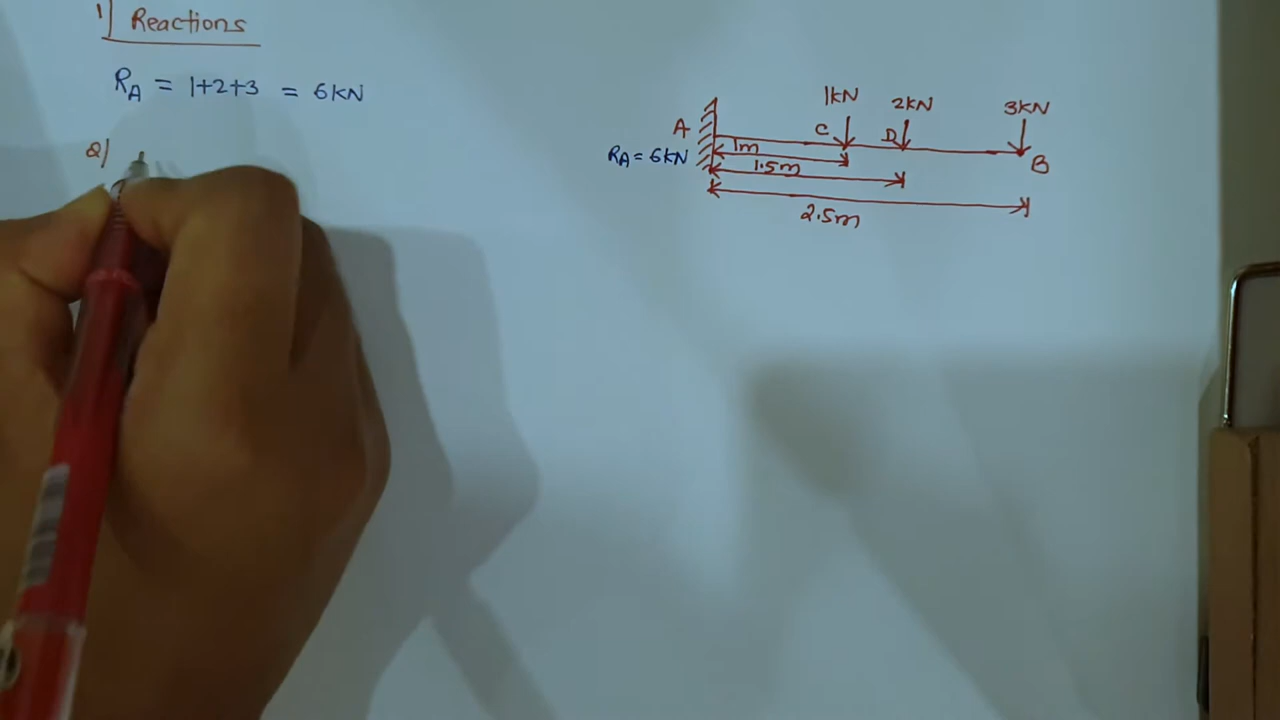 1) Reactions
RA = 1+2+3 = 6KN
2)
1KN 2KN 3KN
A C D B
RA = 6KN
1m
1.5m
2.5m